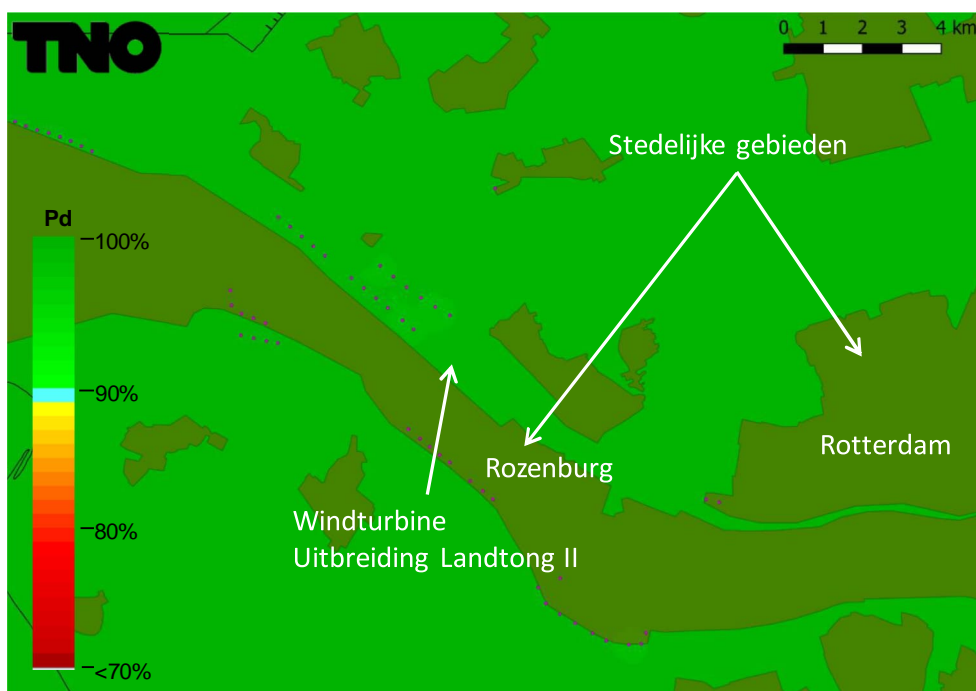 TNO
0 1 2 3 4 km
Stedelijke gebieden
Pd
100%
90%
80%
<70%
Rotterdam
Rozenburg
Windturbine
Uitbreiding Landtong II